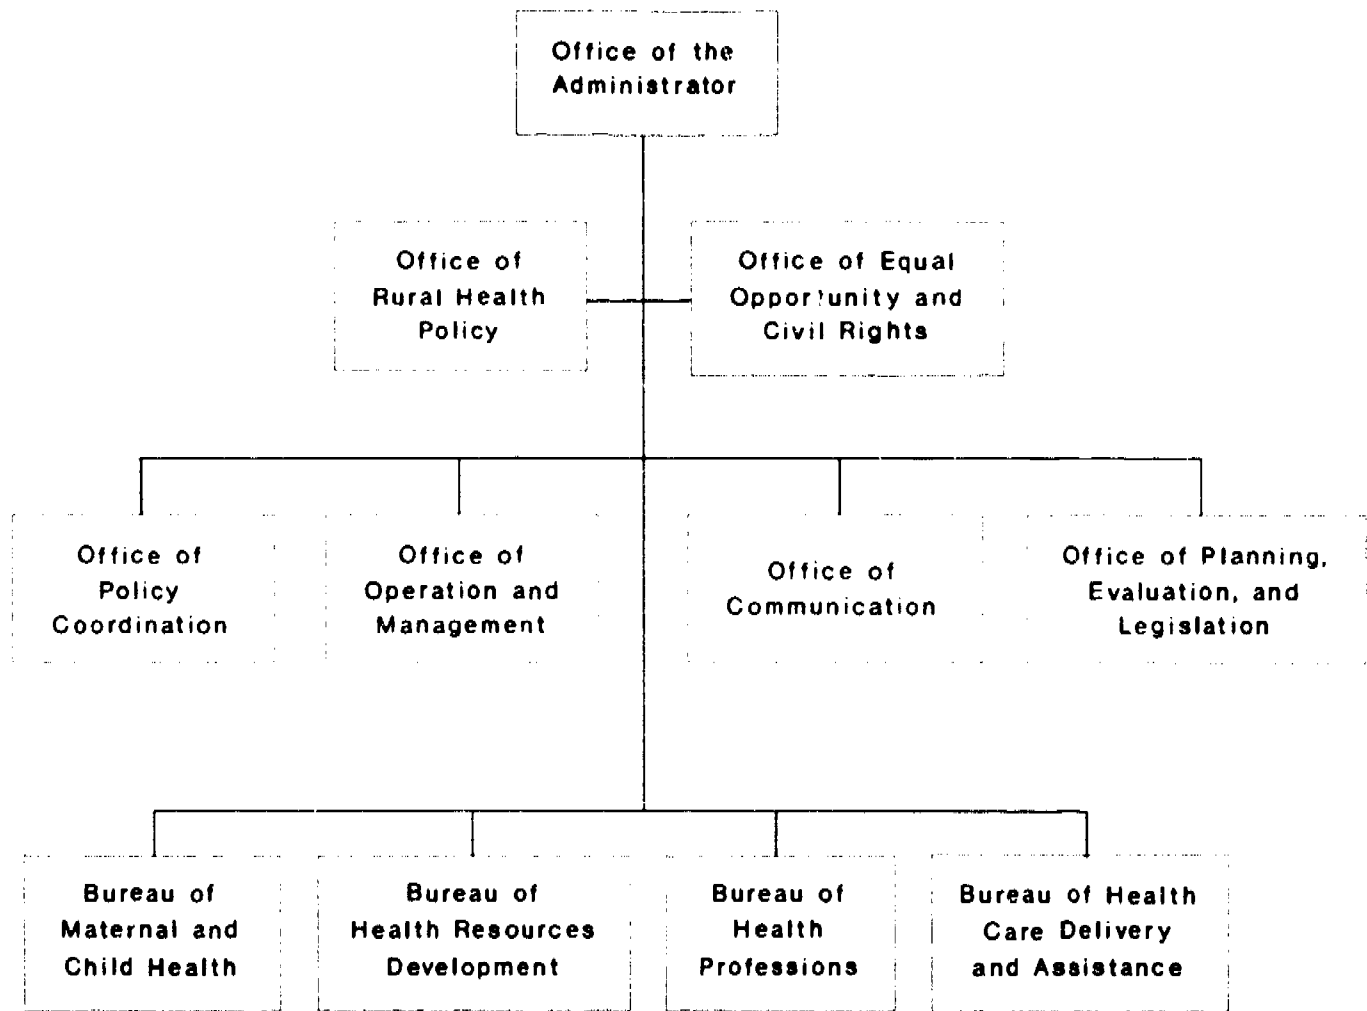 Office of the
Administrator
Office of
Rural Health
Policy
Office of Equal
Opportunity and
Civil Rights
Office of
Policy
Coordination
Office of
Operation and
Management
Office of
Communication
Office of Planning,
Evaluation, and
Legislation
Bureau of
Maternal and
Child Health
Bureau of
Health Resources
Development
Bureau of
Health
Professions
Bureau of Health
Care Delivery
and Assistance